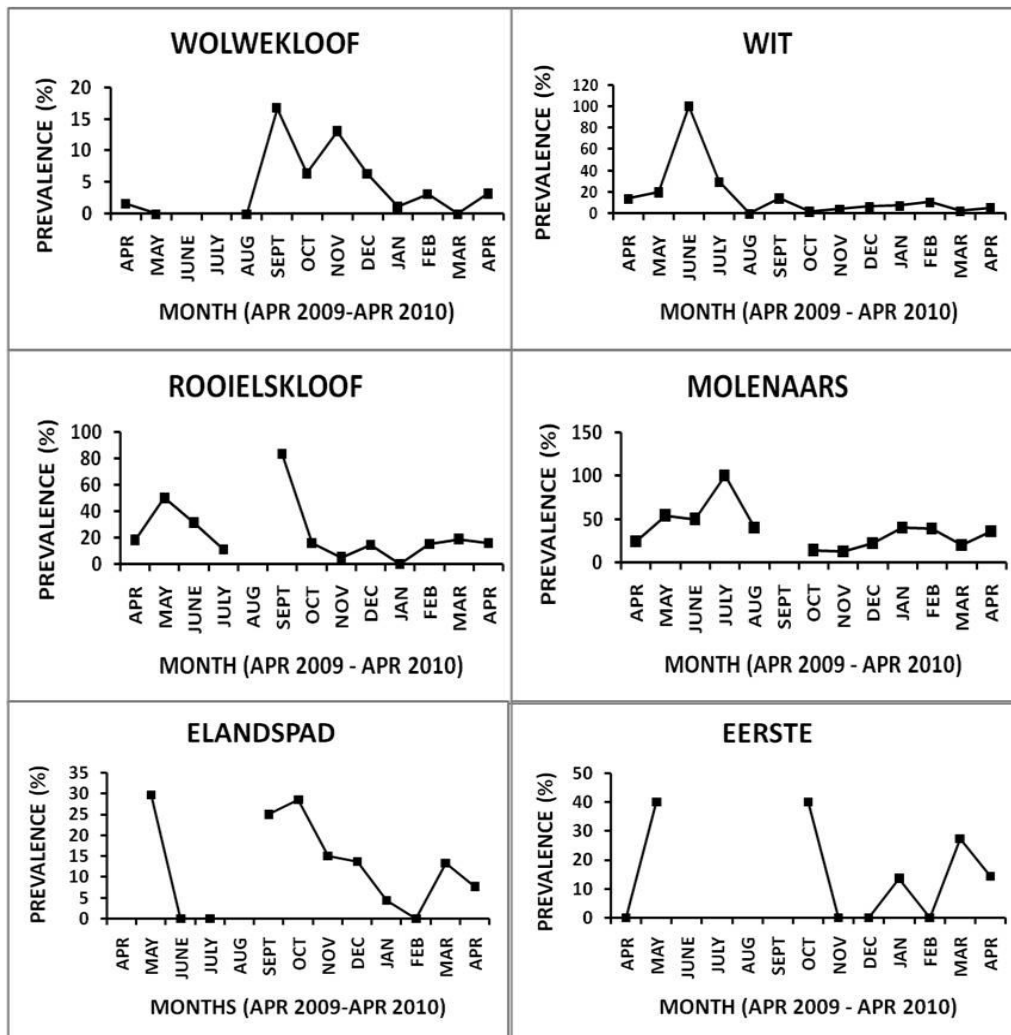 WOLWEKLOOF
PREVALENCE (%)
20
15
10
5
0
APR MAY JUNE JULY AUG SEPT OCT NOV DEC JAN FEB MAR APR
MONTH (APR 2009-APR 2010)
WIT
PREVALENCE (%)
120
100
80
60
40
20
0
APR MAY JUNE JULY AUG SEPT OCT NOV DEC JAN FEB MAR APR
MONTH (APR 2009 - APR 2010)
ROOIELSKLOOF
PREVALENCE (%)
100
80
60
40
20
0
APR MAY JUNE JULY AUG SEPT OCT NOV DEC JAN FEB MAR APR
MONTH (APR 2009 - APR 2010)
MOLENAARS
PREVALENCE (%)
150
100
50
0
APR MAY JUNE JULY AUG SEPT OCT NOV DEC JAN FEB MAR APR
MONTH (APR 2009 - APR 2010)
ELANDSPAD
PREVALENCE (%)
35
30
25
20
15
10
5
0
APR MAY JUNE JULY AUG SEPT OCT NOV DEC JAN FEB MAR APR
MONTHS (APR 2009-APR 2010)
EERSTE
PREVALENCE (%)
50
40
30
20
10
0
APR MAY JUNE JULY AUG SEPT OCT NOV DEC JAN FEB MAR APR
MONTH (APR 2009 - APR 2010)